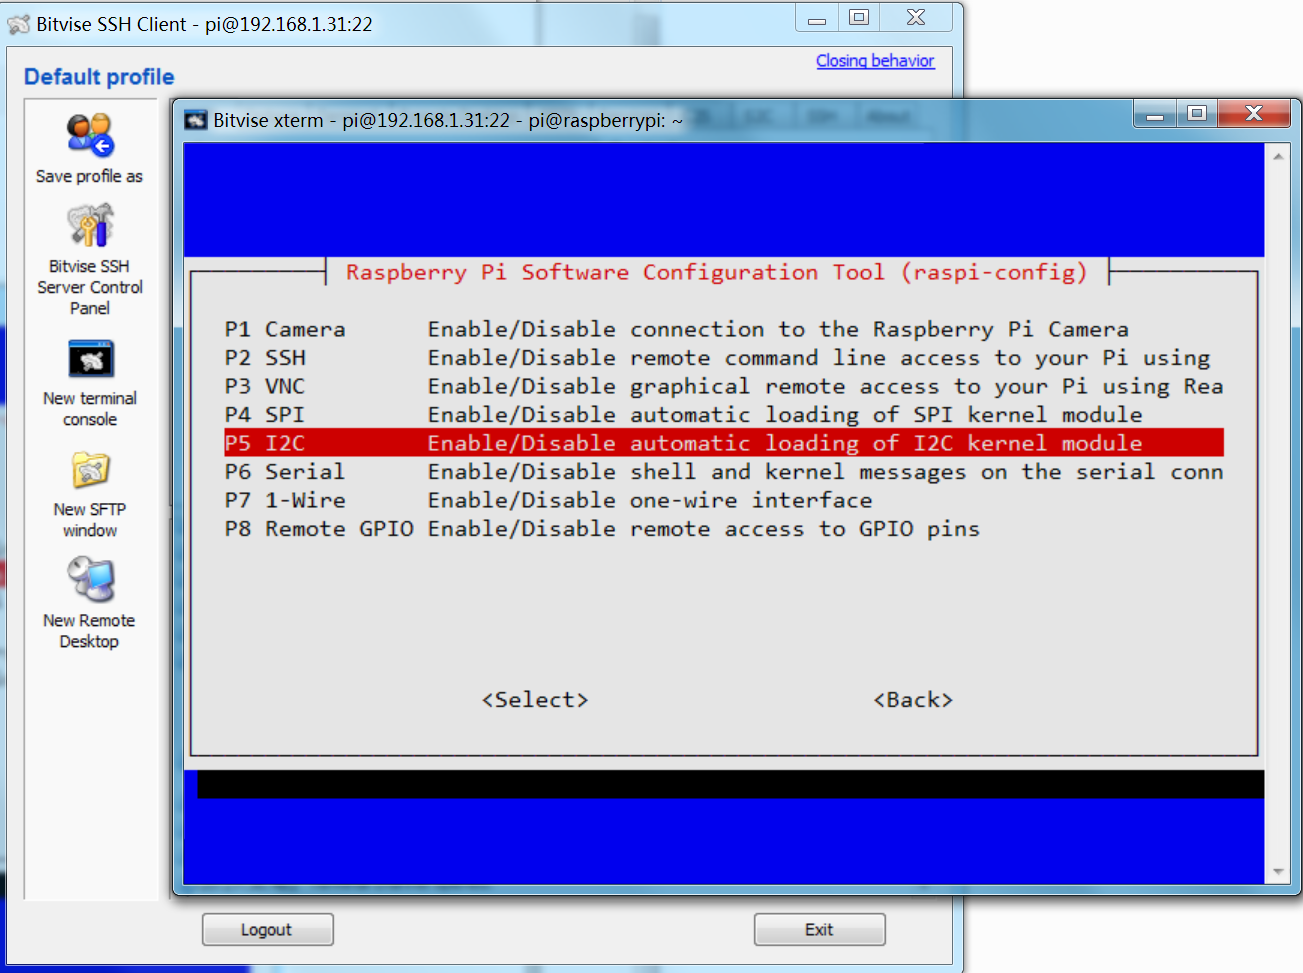 Bitvise SSH Client - pi@192.168.1.31:22
Closing behavior
Default profile
Save profile as
Bitvise SSH
Server Control
Panel
New terminal
console
New SFTP
window
New Remote
Desktop
Bitvise xterm - pi@192.168.1.31:22 - pi@raspberrypi: ~
Raspberry Pi Software Configuration Tool (raspi-config)
P1 Camera Enable/Disable connection to the Raspberry Pi Camera
P2 SSH Enable/Disable remote command line access to your Pi using
P3 VNC Enable/Disable graphical remote access to your Pi using Rea
P4 SPI Enable/Disable automatic loading of SPI kernel module
P5 I2C Enable/Disable automatic loading of I2C kernel module
P6 Serial Enable/Disable shell and kernel messages on the serial conn
P7 1-Wire Enable/Disable one-wire interface
P8 Remote GPIO Enable/Disable remote access to GPIO pins
<Select> <Back>
Logout
Exit